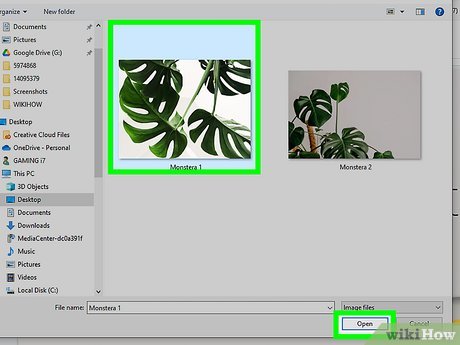 Organize
New folder
Documents
Pictures
Google Drive (G:)
5974868
14095379
Screenshots
WIKIHOW
Desktop
Creative Cloud Files
OneDrive - Personal
GAMING i7
This PC
3D Objects
Desktop
Documents
Downloads
MediaCenter-dc0a391f
Music
Pictures
Videos
Local Disk (C:)
Monstera 1
Monstera 2
File name:
Monstera 1
Image files
Open
Cancel
wikiHow